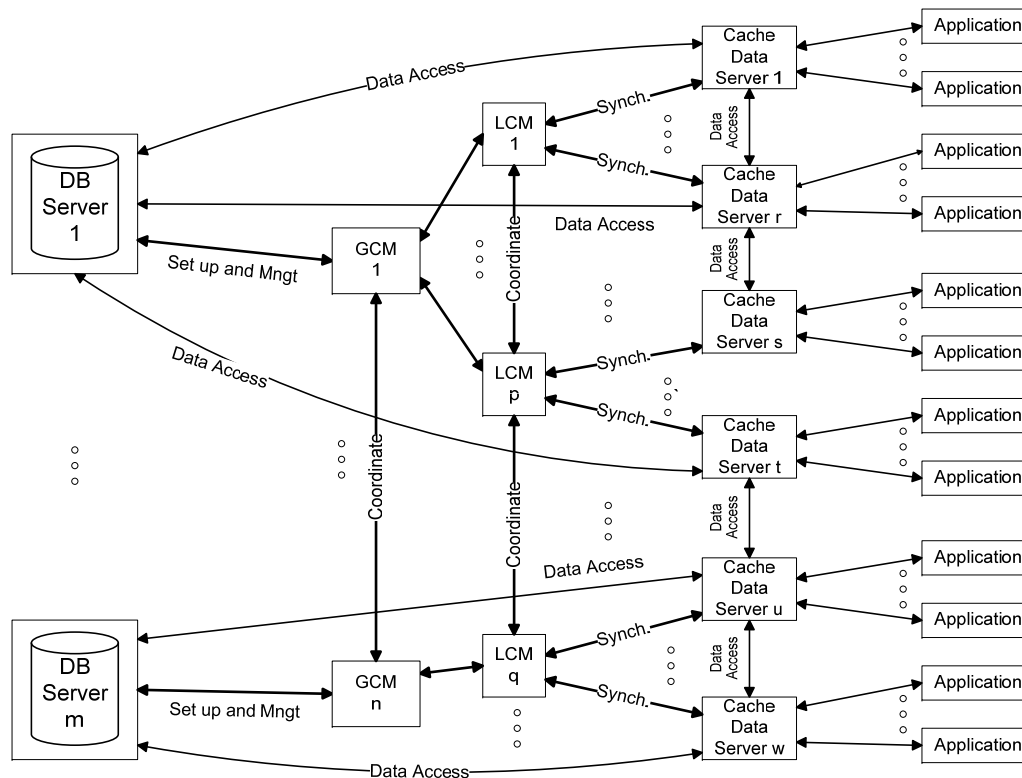 Application
Cache
Data
Server 1
Data Access
Application
Synch.
LCM
1
Data
Access
DB
Server
1
Synch.
Application
Cache
Data
Server r
Data Access
Application
GCM
1
Set up and Mngt
Coordinate
Data
Access
Cache
Data
Server s
Application
Application
Data Access
LCM
p
Synch.
Synch.
Application
Cache
Data
Server t
Application
Coordinate
Coordinate
Data
Access
Data Access
Cache
Data
Server u
Application
Application
DB
Server
m
GCM
n
LCM
q
Synch.
Data
Access
Synch.
Set up and Mngt
Application
Cache
Data
Server w
Application
Data Access